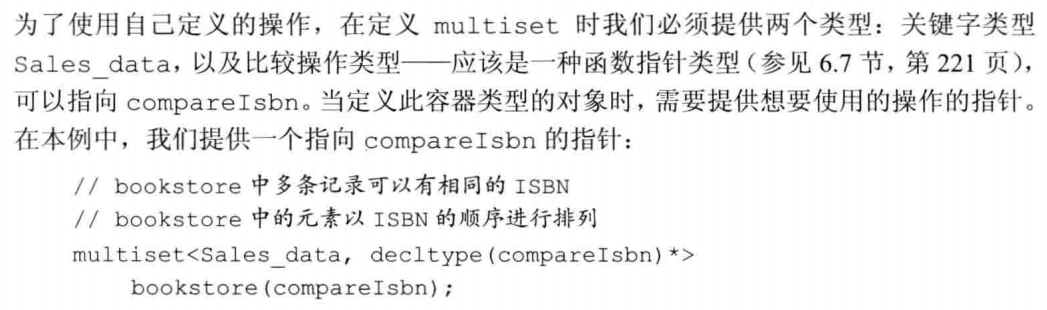 为了使用自己定义的操作，在定义 multiset 时我们必须提供两个类型：关键字类型
Sales_data，以及比较操作类型——应该是一种函数指针类型（参见 6.7 节，第 221 页），
可以指向 compareIsbn。当定义此容器类型的对象时，需要提供想要使用的操作的指针。
在本例中，我们提供一个指向 compareIsbn 的指针：
// bookstore 中多条记录可以有相同的 ISBN
// bookstore 中的元素以 ISBN 的顺序进行排列
multiset<Sales_data, decltype(compareIsbn)*>
bookstore(compareIsbn);